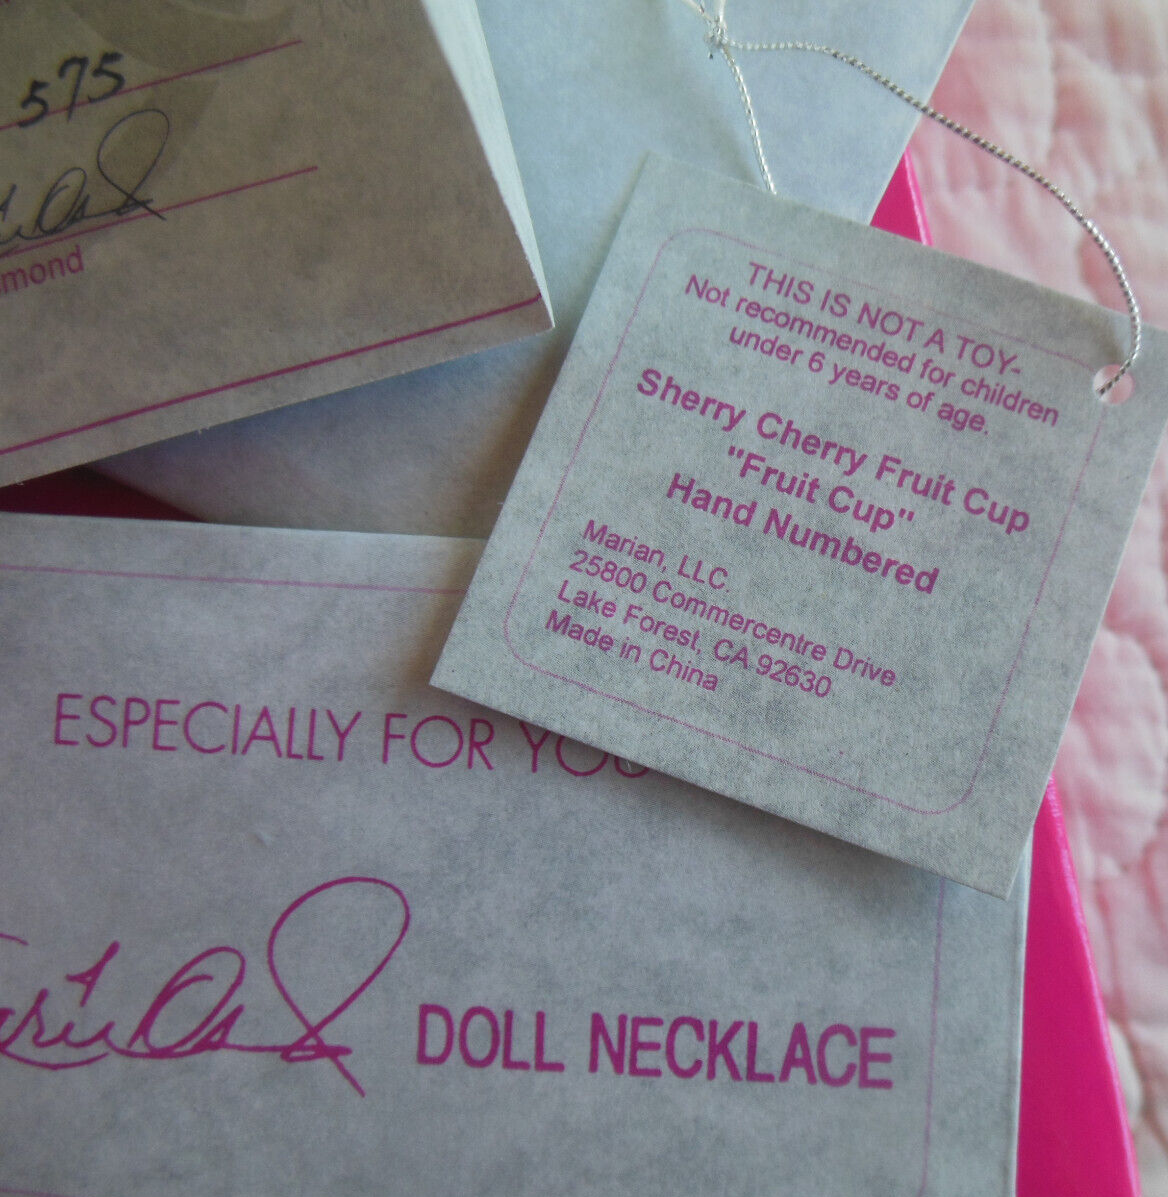 575
mond
THIS IS NOT A TOY-
Not recommended for children
under 6 years of age.
Sherry Cherry Fruit Cup
"Fruit Cup"
Hand Numbered
Marian, LLC.
25800 Commercentre Drive
Lake Forest, CA 92630
Made in China
ESPECIALLY FOR YOU
DOLL NECKLACE